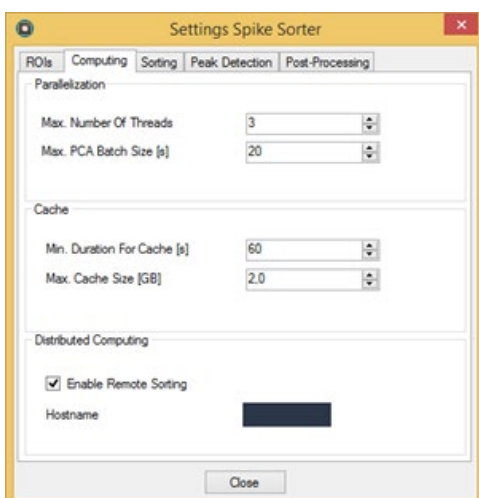 Settings Spike Sorter
ROIs Computing Sorting Peak Detection Post-Processing
Parallelization
Max. Number Of Threads 3
Max. PCA Batch Size [s] 20
Cache
Min. Duration For Cache [s] 60
Max. Cache Size [GB] 2,0
Distributed Computing
Enable Remote Sorting
Hostname
Close